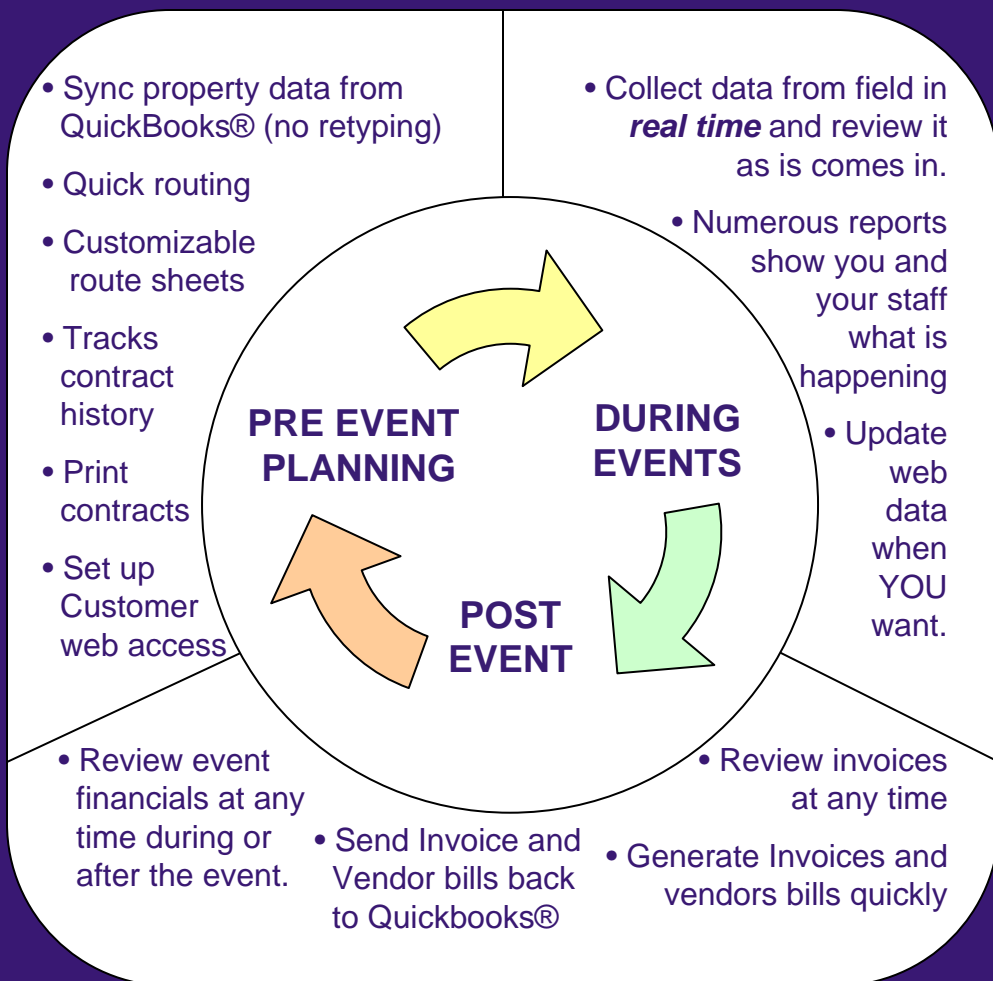 • Sync property data from
QuickBooks® (no retyping)
• Quick routing
• Customizable
route sheets
• Tracks
contract
history
• Print
contracts
• Set up
Customer
web access
• Collect data from field in
real time and review it
as is comes in.
• Numerous reports
show you and
your staff
what is
happening
• Update
web
data
when
YOU
want.
PRE EVENT
PLANNING
DURING
EVENTS
POST
EVENT
• Review event
financials at any
time during or
after the event.
• Send Invoice and
Vendor bills back
to Quickbooks®
• Review invoices
at any time
• Generate Invoices and
vendors bills quickly